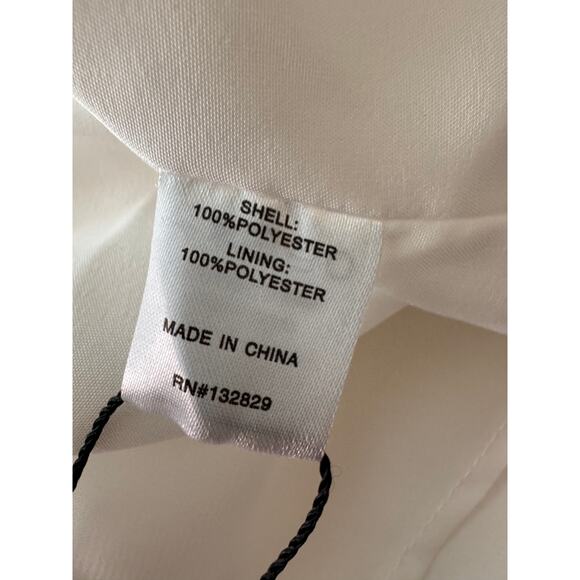 SHELL:
100%POLYESTER
LINING:
100%POLYESTER
MADE IN CHINA
RN#132829